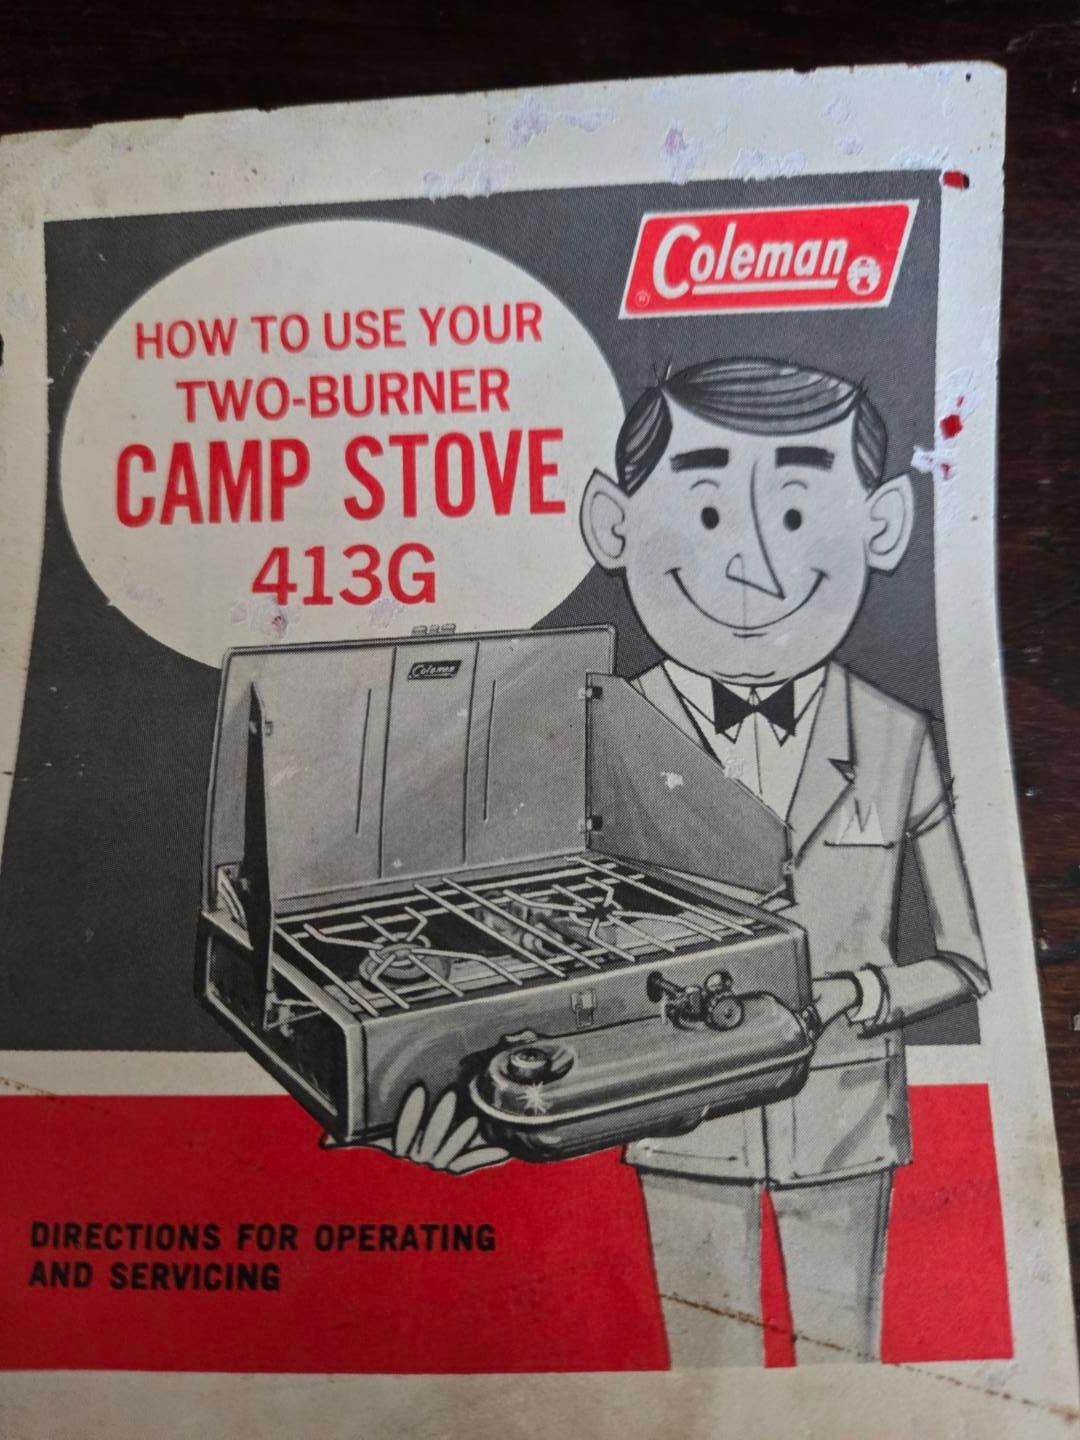 Coleman
®
HOW TO USE YOUR
TWO-BURNER
CAMP STOVE
413G
Coleman
DIRECTIONS FOR OPERATING
AND SERVICING